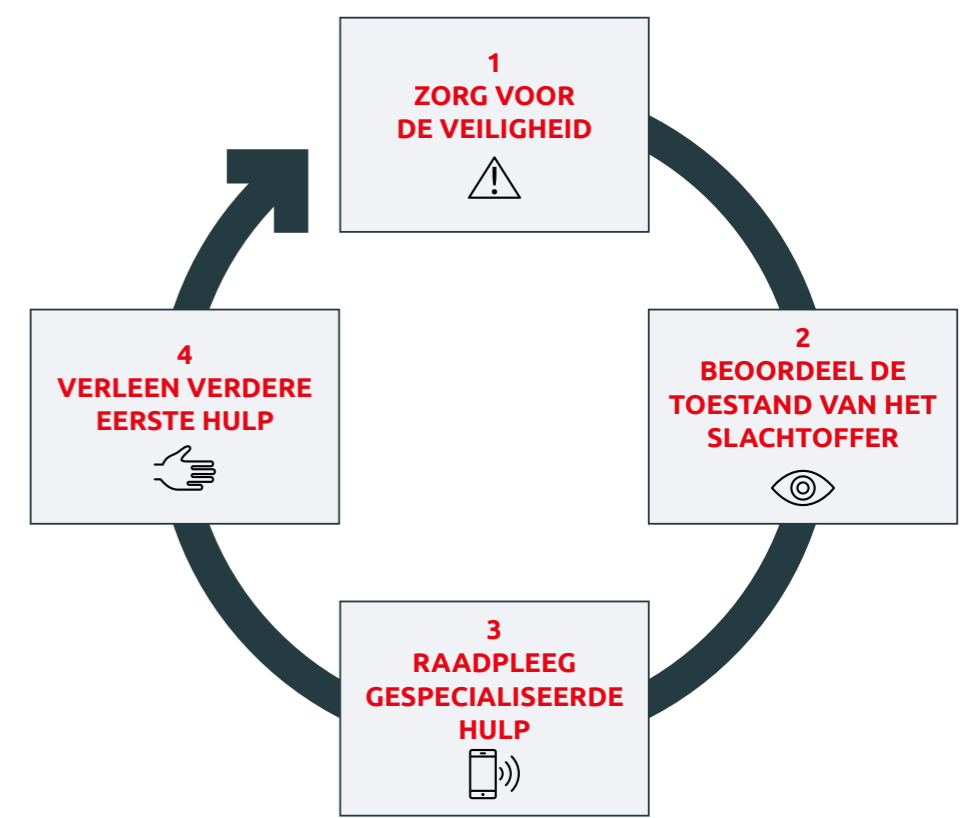 1
ZORG VOOR
DE VEILIGHEID
2
BEOORDEEL DE
TOESTAND VAN HET
SLACHTOFFER
3
RAADPLEEG
GESPECIALISEERDE
HULP
4
VERLEEN VERDERE
EERSTE HULP